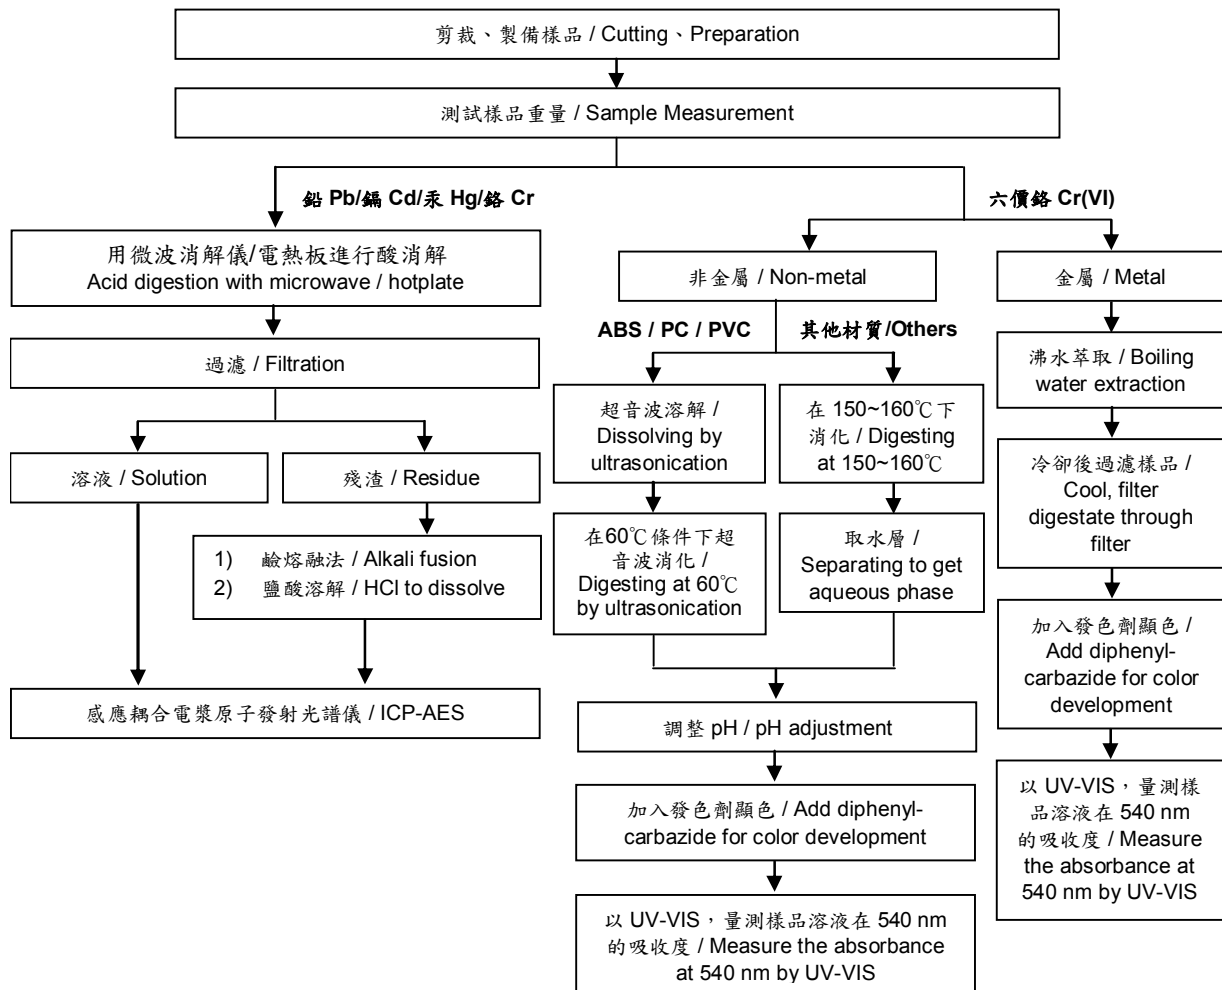 剪裁、製備樣品 / Cutting、Preparation
測試樣品重量 / Sample Measurement
鉛 Pb/鎘 Cd/汞 Hg/鉻 Cr
六價鉻 Cr(VI)
用微波消解儀/電熱板進行酸消解
Acid digestion with microwave / hotplate
過濾 / Filtration
溶液 / Solution
殘渣 / Residue
1) 鹼熔融法 / Alkali fusion
2) 鹽酸溶解 / HCl to dissolve
感應耦合電漿原子發射光譜儀 / ICP-AES
非金屬 / Non-metal
ABS / PC / PVC
其他材質/Others
超音波溶解 /
Dissolving by
ultrasonication
在60℃條件下超
音波消化 /
Digesting at 60℃
by ultrasonication
在 150~160℃下
消化 / Digesting
at 150~160℃
取水層 /
Separating to get
aqueous phase
調整 pH / pH adjustment
加入發色劑顯色 / Add diphenyl-
carbazide for color development
以 UV-VIS，量測樣品溶液在 540 nm
的吸收度 / Measure the absorbance
at 540 nm by UV-VIS
金屬 / Metal
沸水萃取 / Boiling
water extraction
冷卻後過濾樣品 /
Cool, filter
digestate through
filter
加入發色劑顯色 /
Add diphenyl-
carbazide for color
development
以 UV-VIS，量測樣
品溶液在 540 nm
的吸收度 / Measure
the absorbance at
540 nm by UV-VIS